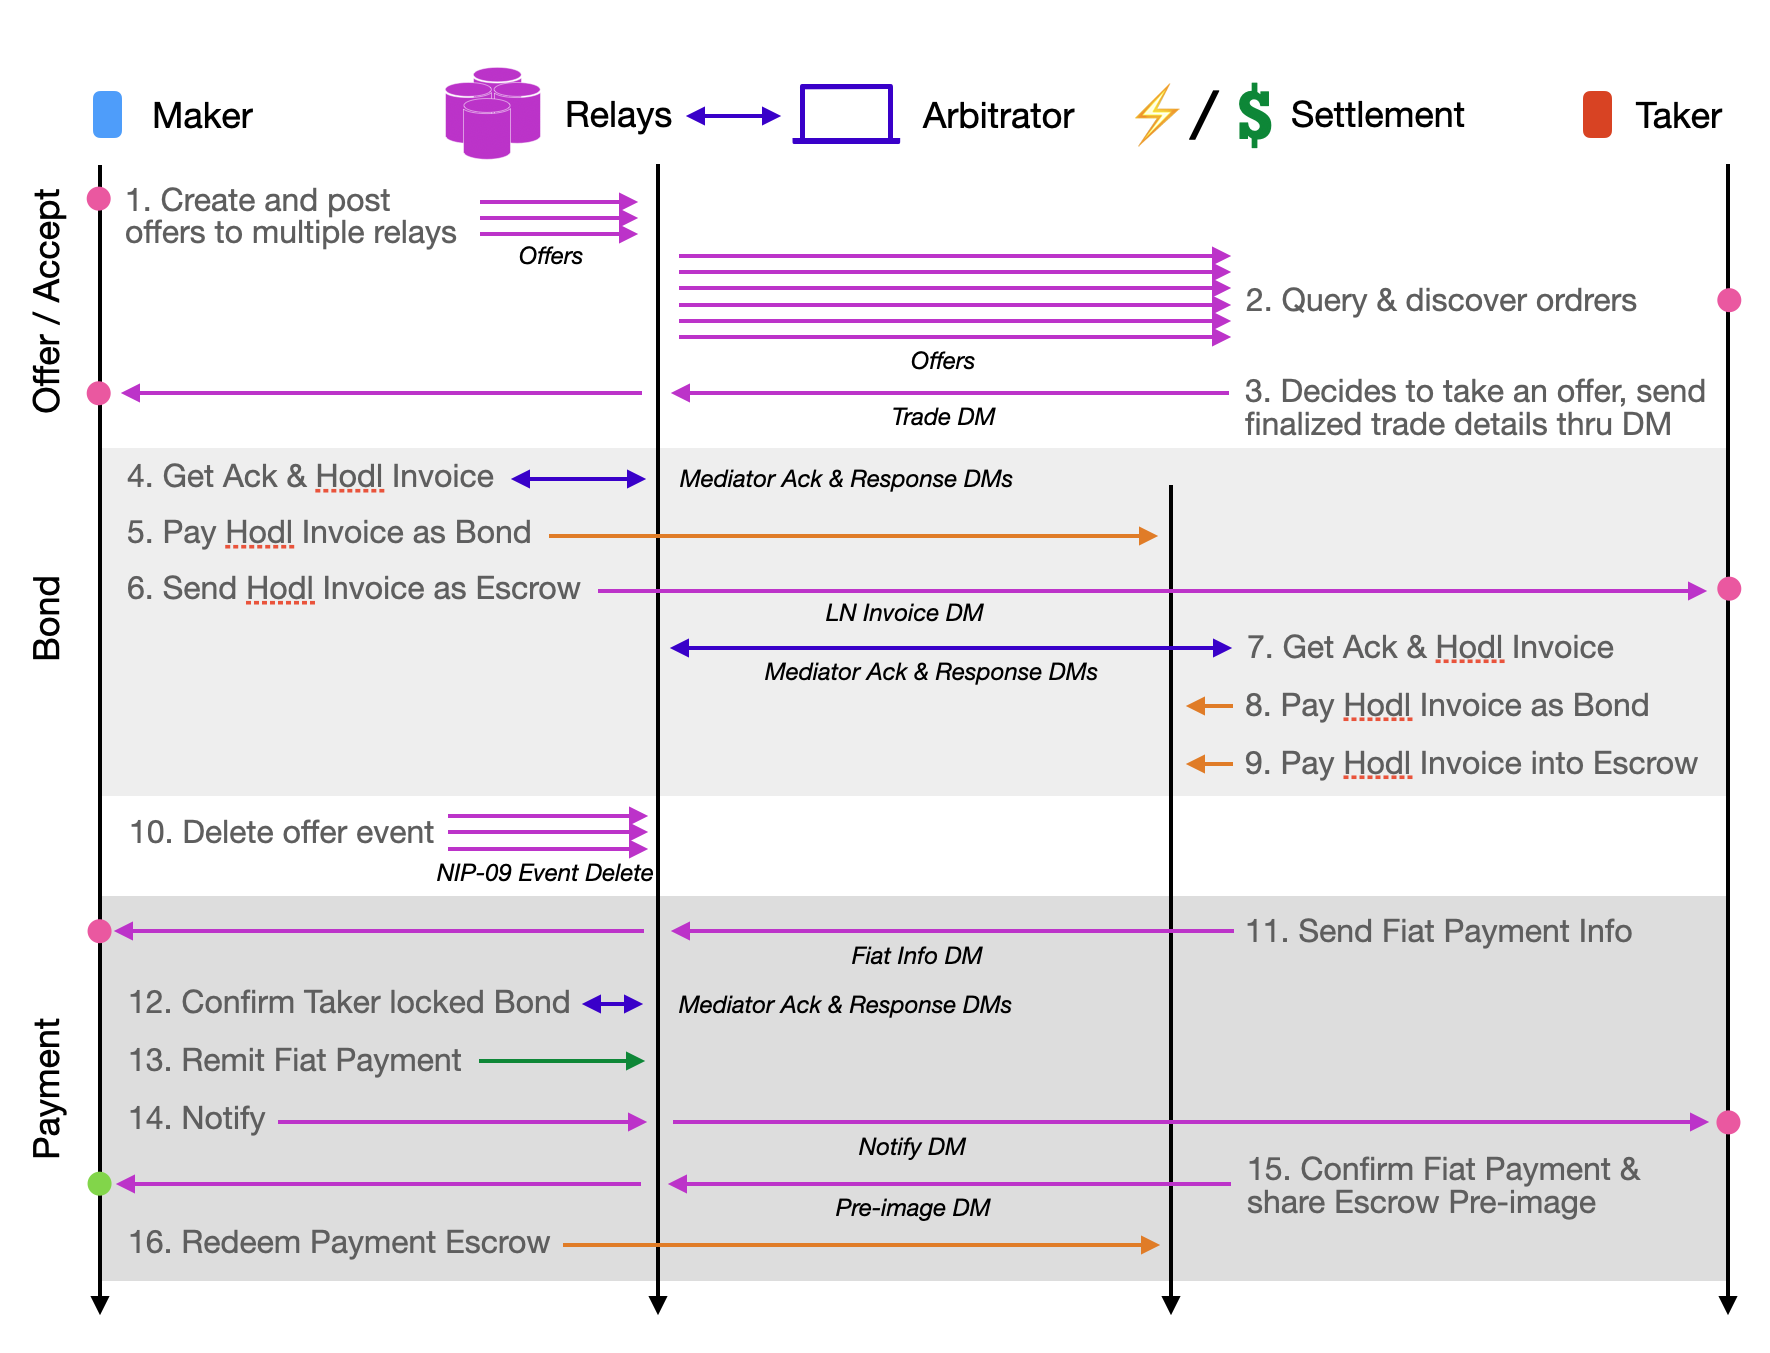 Maker
Relays
Arbitrator
/
$
Settlement
Taker
Offer / Accept
1. Create and post
offers to multiple relays
Offers
2. Query & discover ordrers
Offers
3. Decides to take an offer, send
finalized trade details thru DM
Trade DM
Bond
4. Get Ack & Hodl Invoice
Mediator Ack & Response DMs
5. Pay Hodl Invoice as Bond
6. Send Hodl Invoice as Escrow
LN Invoice DM
7. Get Ack & Hodl Invoice
Mediator Ack & Response DMs
8. Pay Hodl Invoice as Bond
9. Pay Hodl Invoice into Escrow
10. Delete offer event
NIP-09 Event Delete
Payment
11. Send Fiat Payment Info
Fiat Info DM
12. Confirm Taker locked Bond
Mediator Ack & Response DMs
13. Remit Fiat Payment
14. Notify
Notify DM
15. Confirm Fiat Payment &
share Escrow Pre-image
Pre-image DM
16. Redeem Payment Escrow